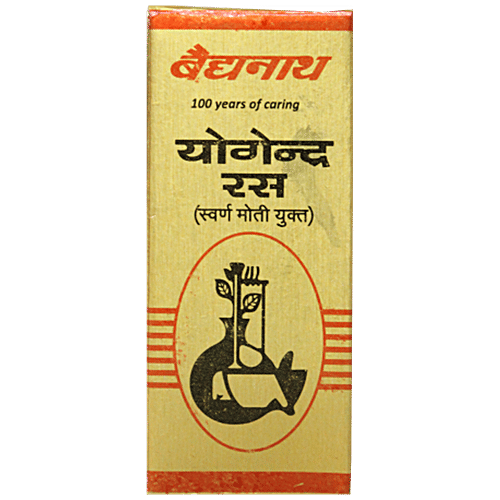 बैद्यनाथ
100 years of caring
योगेन्द्र
रस
(स्वर्ण मोती युक्त)